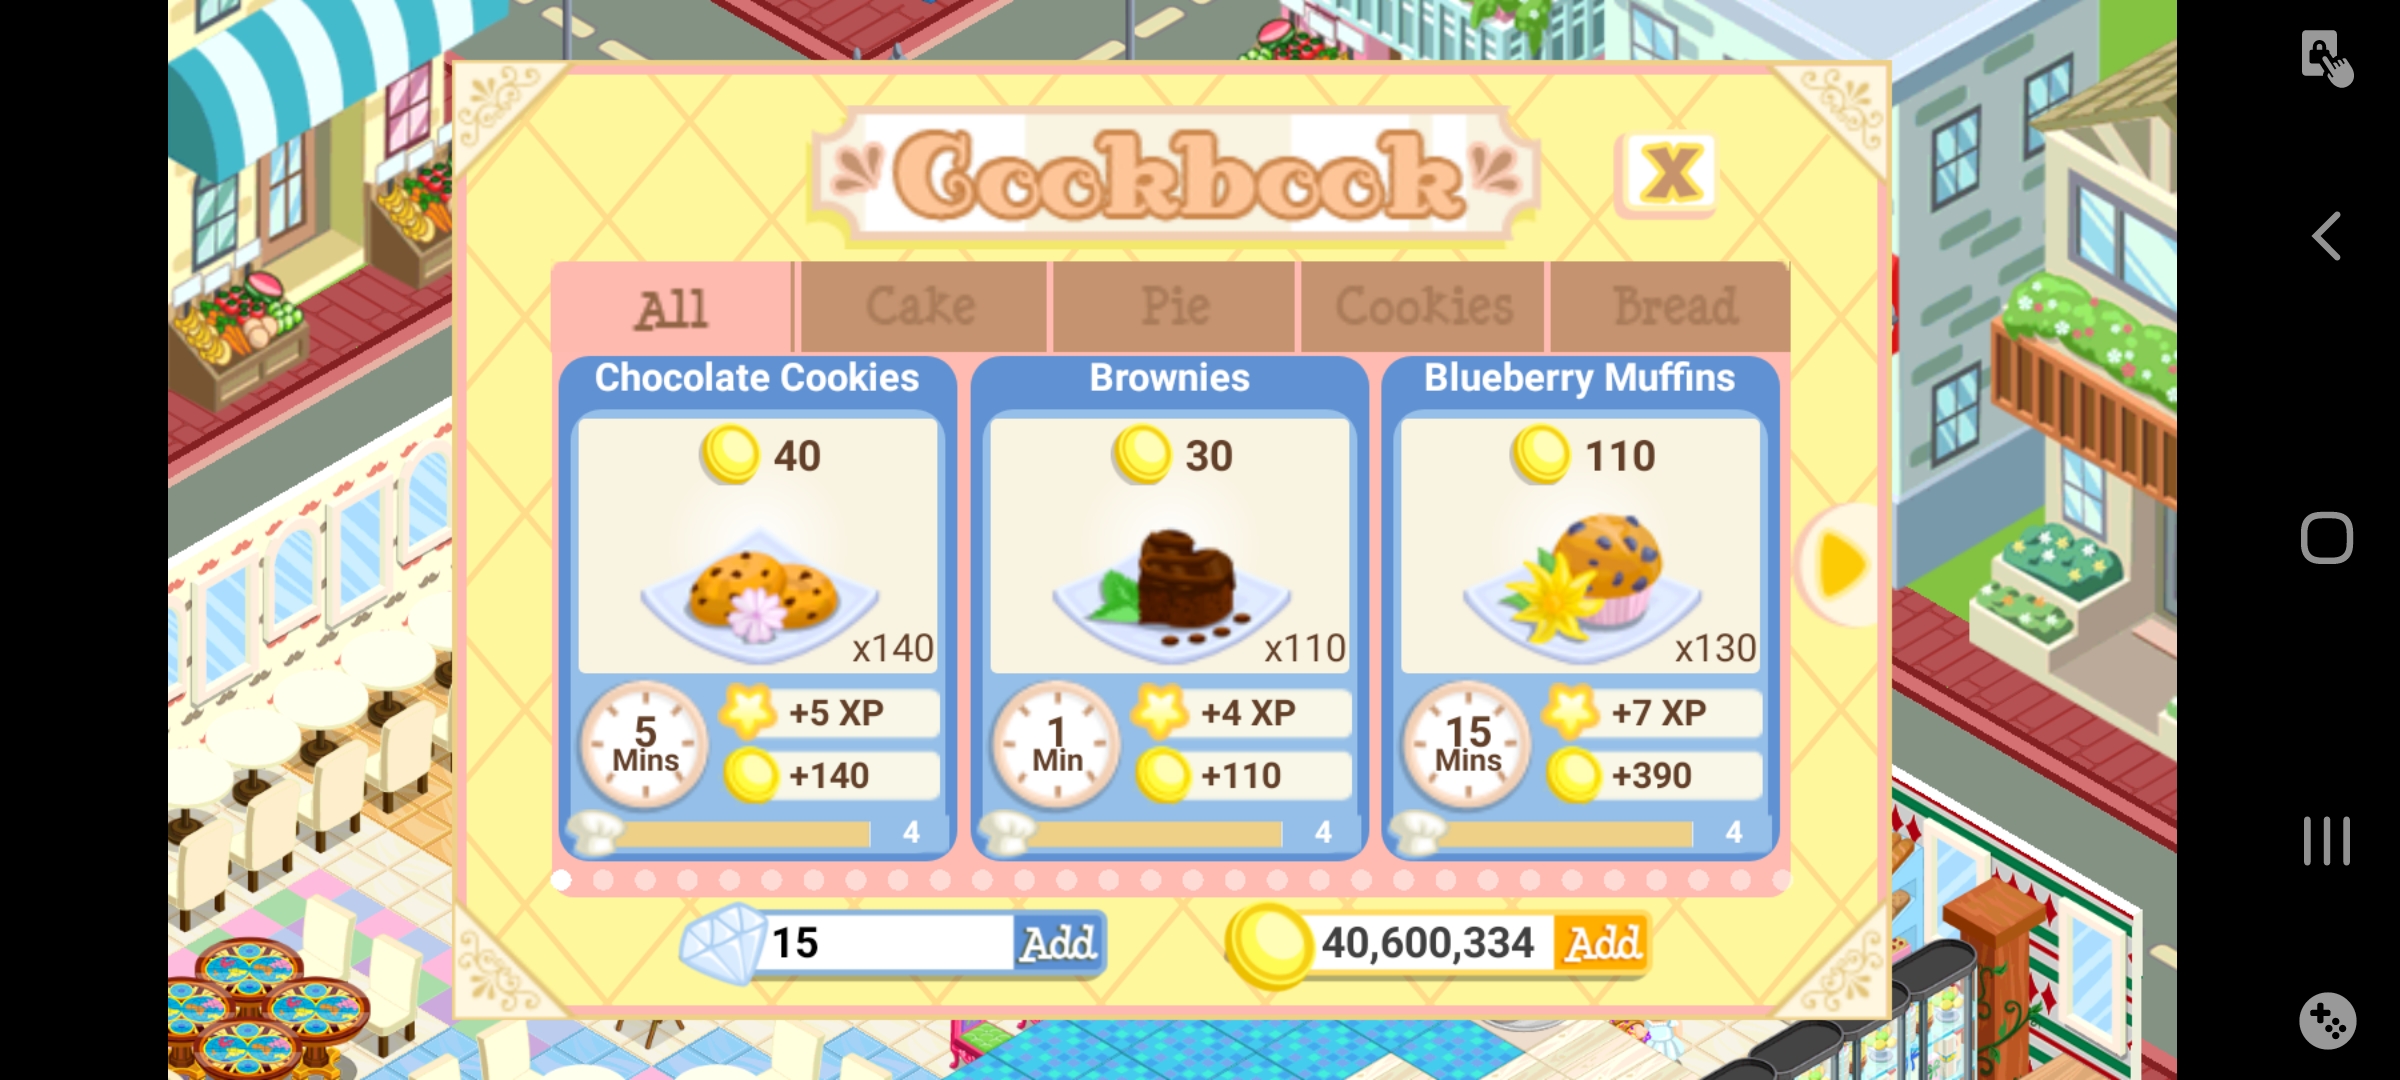 Cookbook
X
All Cake Pie Cookies Bread
Chocolate Cookies
40
x140
5
Mins
+5 XP
+140
4
Brownies
30
x110
1
Min
+4 XP
+110
4
Blueberry Muffins
110
x130
15
Mins
+7 XP
+390
4
15 Add
40,600,334 Add